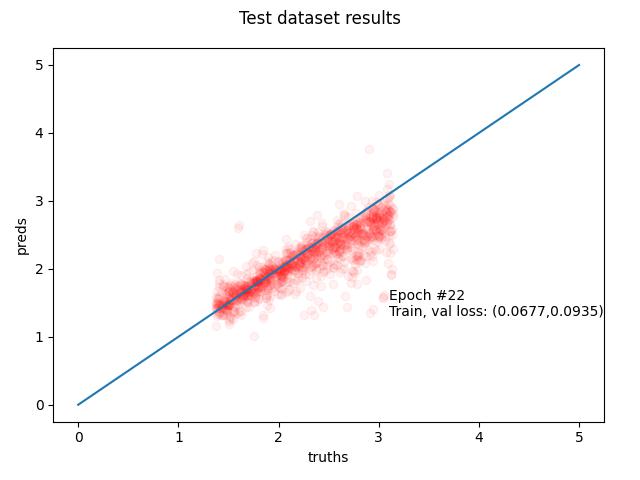 Test dataset results
preds
5
4
3
2
1
0
Epoch #22
Train, val loss: (0.0677,0.0935)
0 1 2 3 4 5
truths